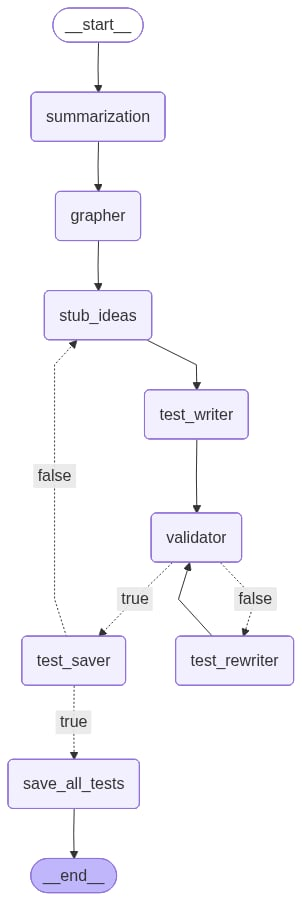 __start__
summarization
grapher
stub_ideas
test_writer
false
validator
true
false
test_saver
test_rewriter
true
save_all_tests
__end__